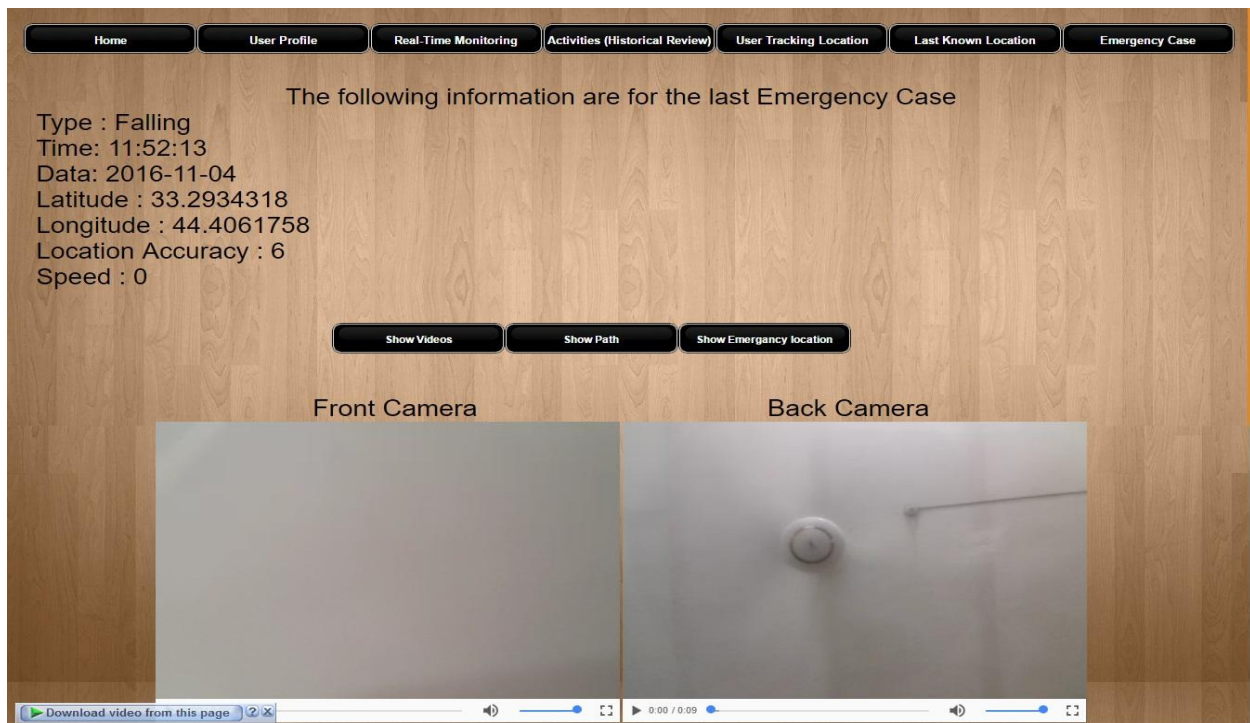 Home User Profile Real-Time Monitoring Activities (Historical Review) User Tracking Location Last Known Location Emergency Case
The following information are for the last Emergency Case
Type : Falling
Time: 11:52:13
Data: 2016-11-04
Latitude : 33.2934318
Longitude : 44.4061758
Location Accuracy : 6
Speed : 0
Show Videos Show Path Show Emergancy location
Front Camera Back Camera
0:00 / 0:09
Download video from this page ? X